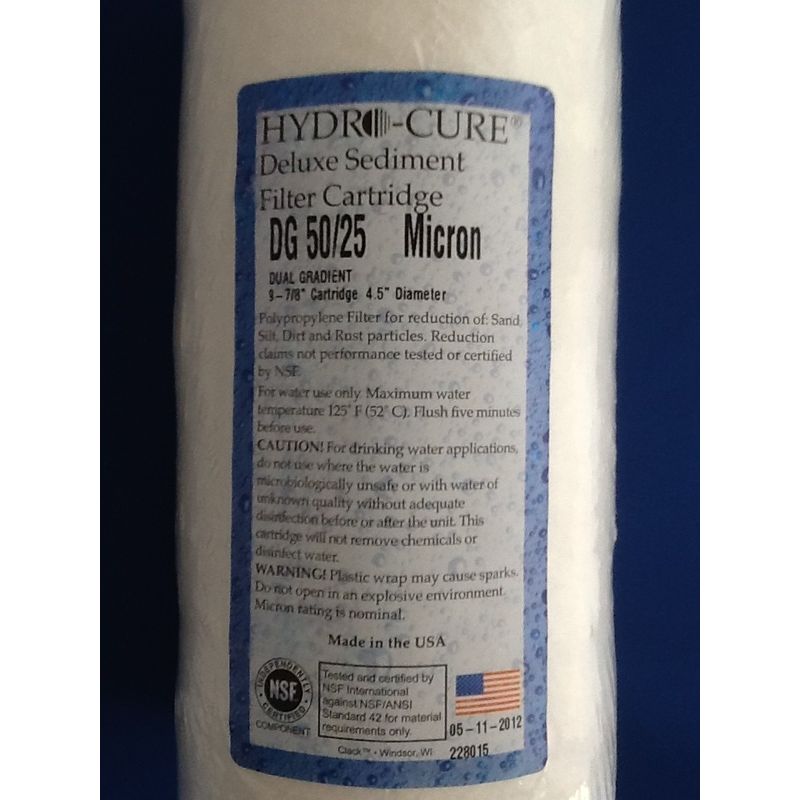 HYDRO-CURE®
Deluxe Sediment
Filter Cartridge
DG 50/25 Micron
DUAL GRADIENT
9-7/8" Cartridge 4.5" Diameter
Polypropylene Filter for reduction of: Sand,
Silt, Dirt and Rust particles. Reduction
claims not performance tested or certified
by NSF.
For water use only. Maximum water
temperature 125° F (52° C). Flush five minutes
before use.
CAUTION! For drinking water applications,
do not use where the water is
microbiologically unsafe or with water of
unknown quality without adequate
disinfection before or after the unit. This
cartridge will not remove chemicals or
disinfect water.
WARNING! Plastic wrap may cause sparks.
Do not open in an explosive environment.
Micron rating is nominal.
Made in the USA
INDEPENDENTLY
NSF
CERTIFIED
COMPONENT
Tested and certified by
NSF International
against NSF/ANSI
Standard 42 for material
requirements only.
05-11-2012
Clack™ • Windsor, WI
228015